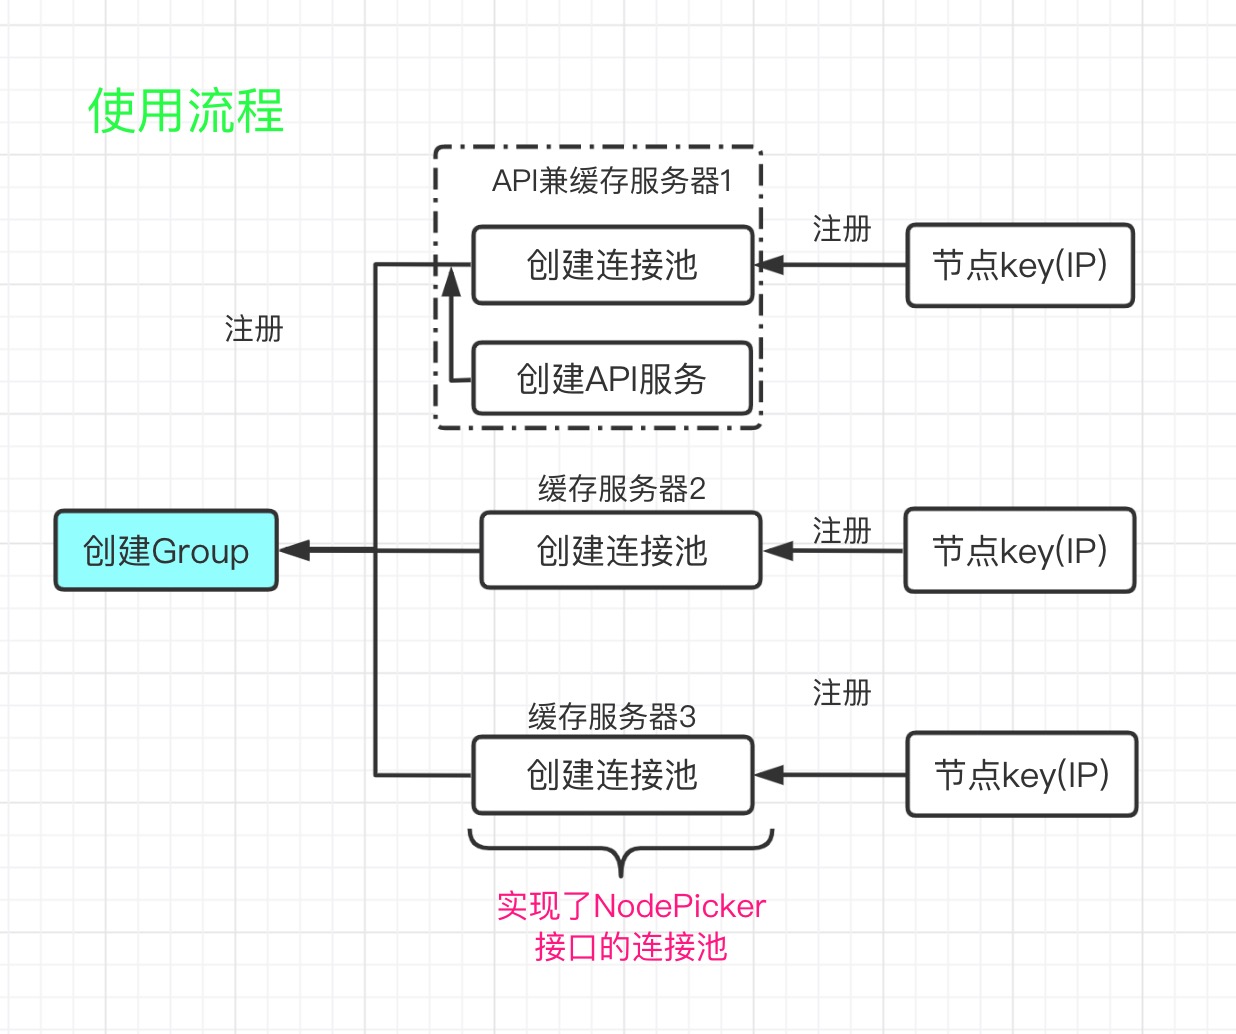 使用流程
API兼缓存服务器1
创建连接池
注册
节点key(IP)
注册
创建API服务
缓存服务器2
创建Group
创建连接池
注册
节点key(IP)
缓存服务器3
注册
创建连接池
节点key(IP)
实现了NodePicker
接口的连接池